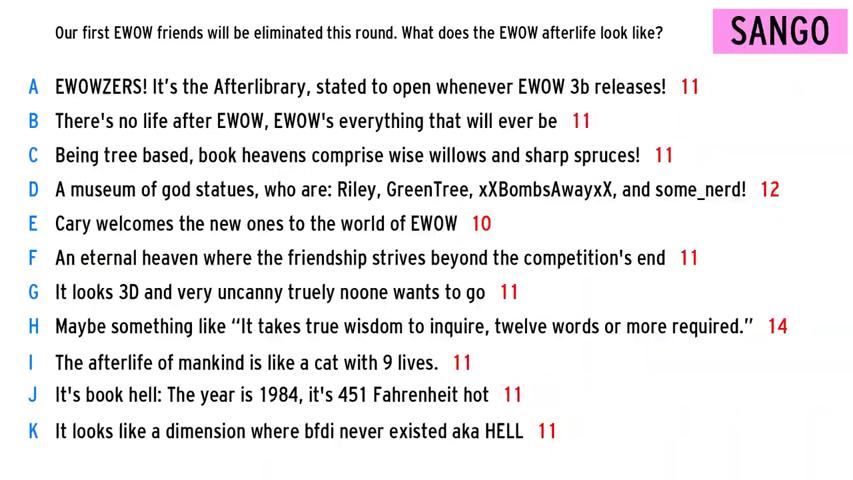 Our first EWOW friends will be eliminated this round. What does the EWOW afterlife look like?
SANGO
A EWOWZERS! It's the Afterlibrary, stated to open whenever EWOW 3b releases! 11
B There's no life after EWOW, EWOW's everything that will ever be 11
C Being tree based, book heavens comprise wise willows and sharp spruces! 11
D A museum of god statues, who are: Riley, GreenTree, xXBombsAwayxX, and some_nerd! 12
E Cary welcomes the new ones to the world of EWOW 10
F An eternal heaven where the friendship strives beyond the competition's end 11
G It looks 3D and very uncanny truely noone wants to go 11
H Maybe something like “It takes true wisdom to inquire, twelve words or more required.” 14
I The afterlife of mankind is like a cat with 9 lives. 11
J It's book hell: The year is 1984, it's 451 Fahrenheit hot 11
K It looks like a dimension where bfdi never existed aka HELL 11